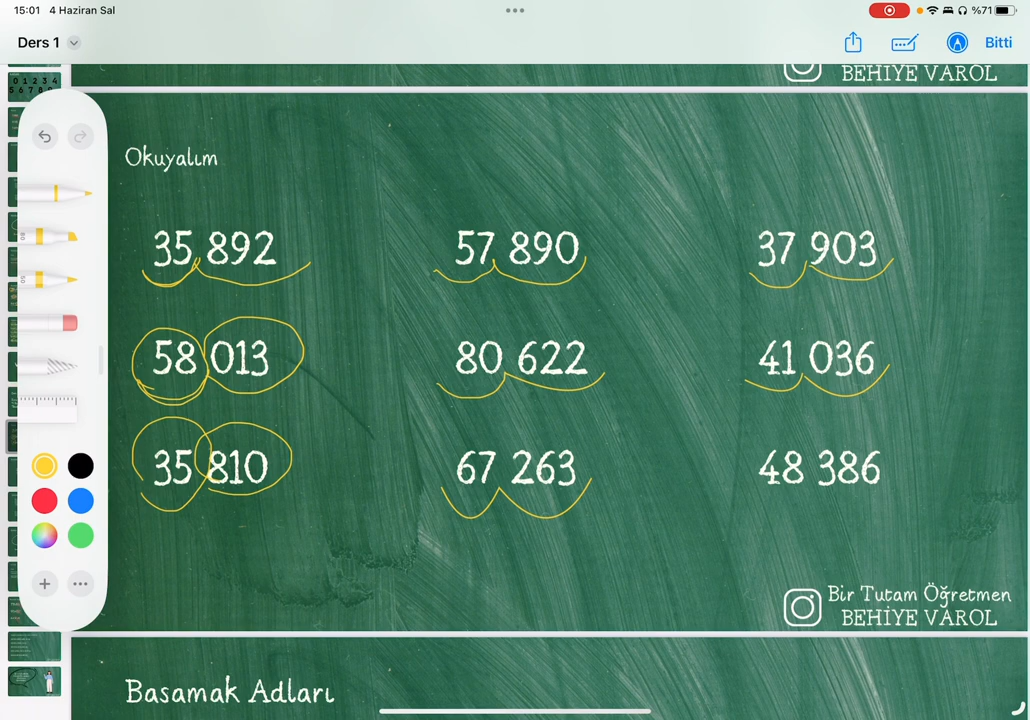 15:01 4 Haziran Sal
%71
Ders 1
Bitti
BEHİYE VAROL
Okuyalım
35 892 57 890 37 903
58 013 80 622 41 036
35 810 67 263 48 386
Bir Tutam Öğretmen
BEHİYE VAROL
Basamak Adları